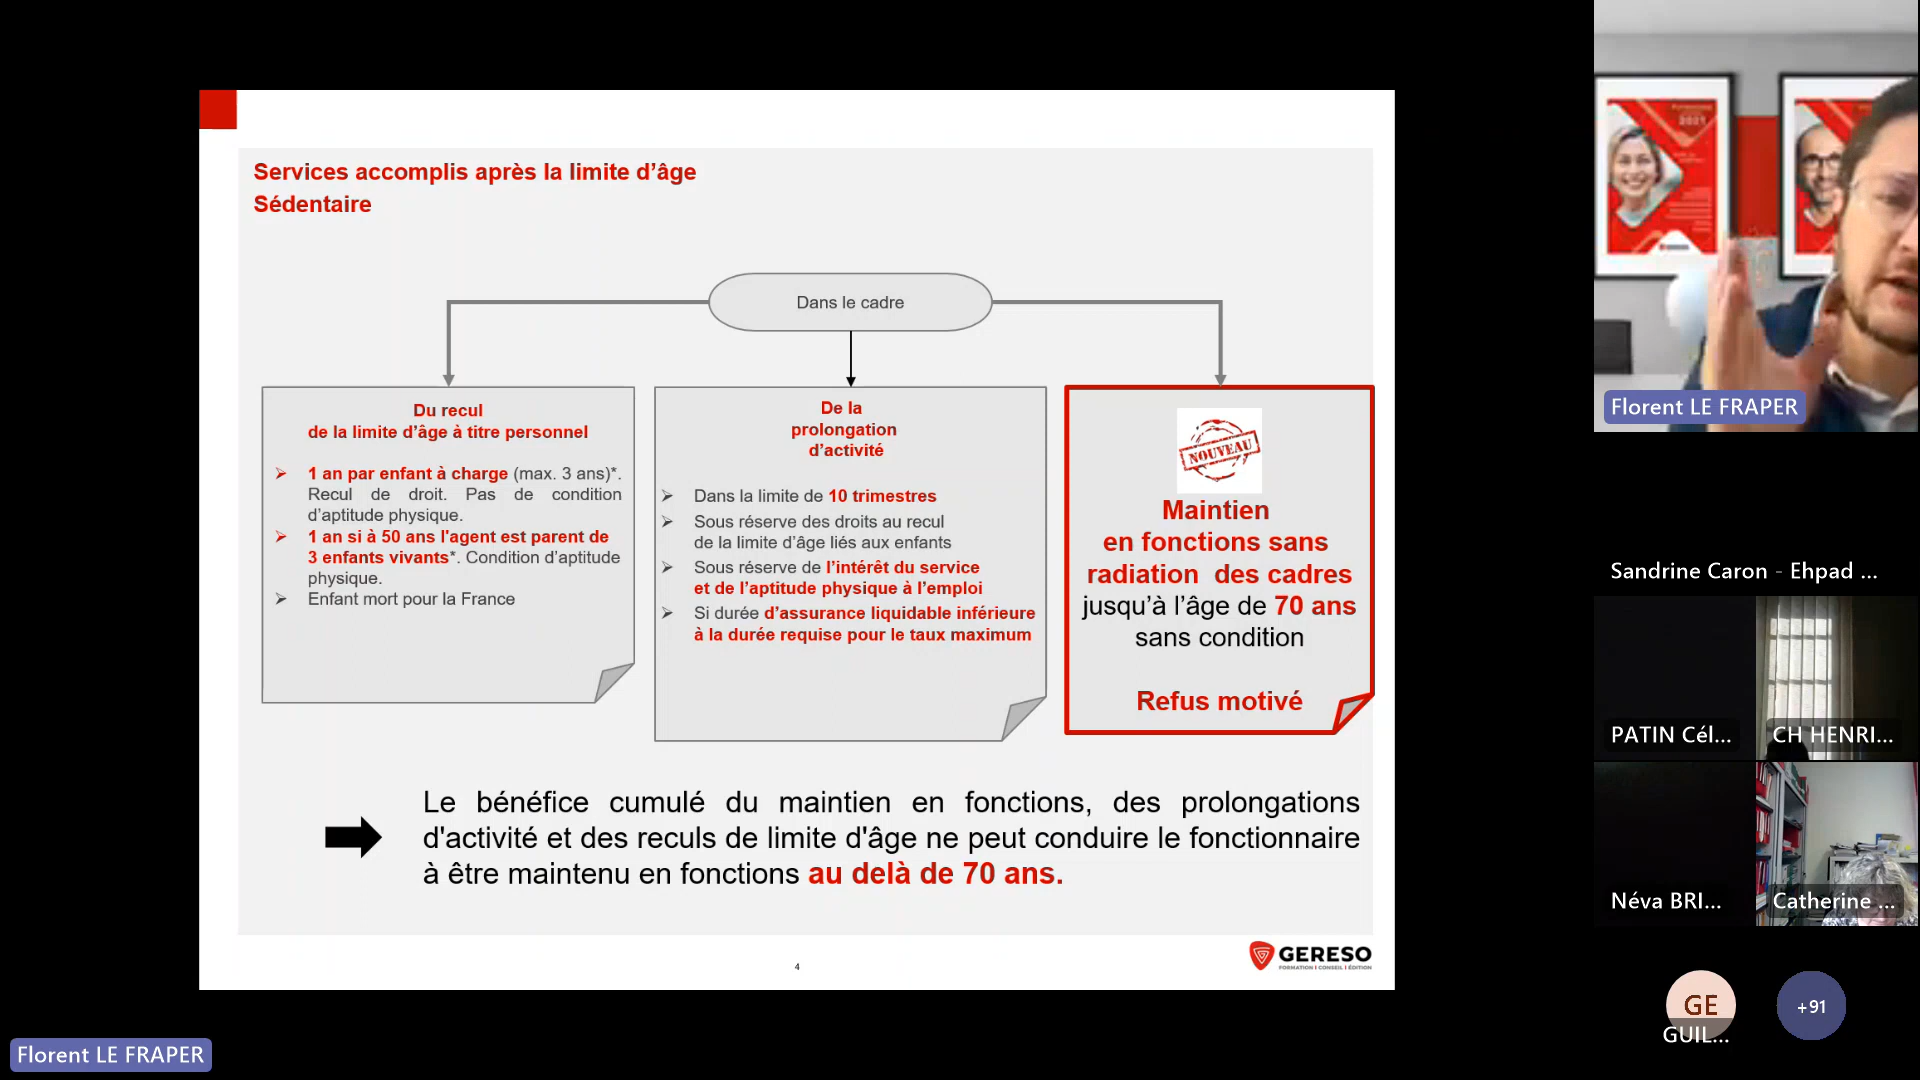 Services accomplis après la limite d’âge
Sédentaire
Dans le cadre
Du recul
de la limite d’âge à titre personnel
1 an par enfant à charge (max. 3 ans)*.
Recul de droit. Pas de condition
d’aptitude physique.
1 an si à 50 ans l'agent est parent de
3 enfants vivants*. Condition d’aptitude
physique.
Enfant mort pour la France
De la
prolongation
d’activité
Dans la limite de 10 trimestres
Sous réserve des droits au recul
de la limite d’âge liés aux enfants
Sous réserve de l’intérêt du service
et de l’aptitude physique à l’emploi
Si durée d’assurance liquidable inférieure
à la durée requise pour le taux maximum
NOUVEAU
Maintien
en fonctions sans
radiation des cadres
jusqu’à l’âge de 70 ans
sans condition
Refus motivé
Le bénéfice cumulé du maintien en fonctions, des prolongations
d'activité et des reculs de limite d'âge ne peut conduire le fonctionnaire
à être maintenu en fonctions au delà de 70 ans.
4
GERESO
FORMATION | CONSEIL | ÉDITION
Florent LE FRAPER
Florent LE FRAPER
Sandrine Caron - Ehpad ...
PATIN Cél...
CH HENRI...
Néva BRI...
Catherine ...
GE
GUIL...
+91